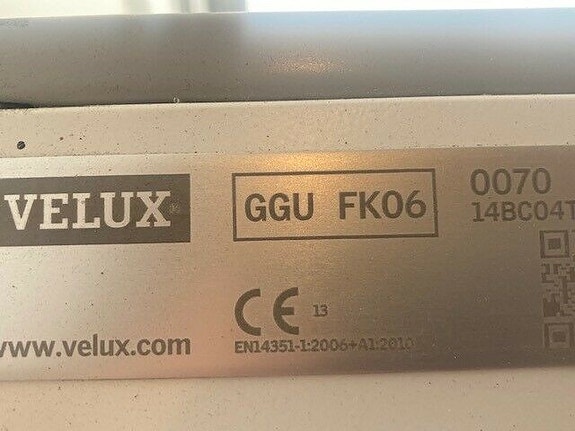 VELUX®
GGU FK06
0070
14BC04T
CE 13
www.velux.com
EN14351-1:2006+A1:2010